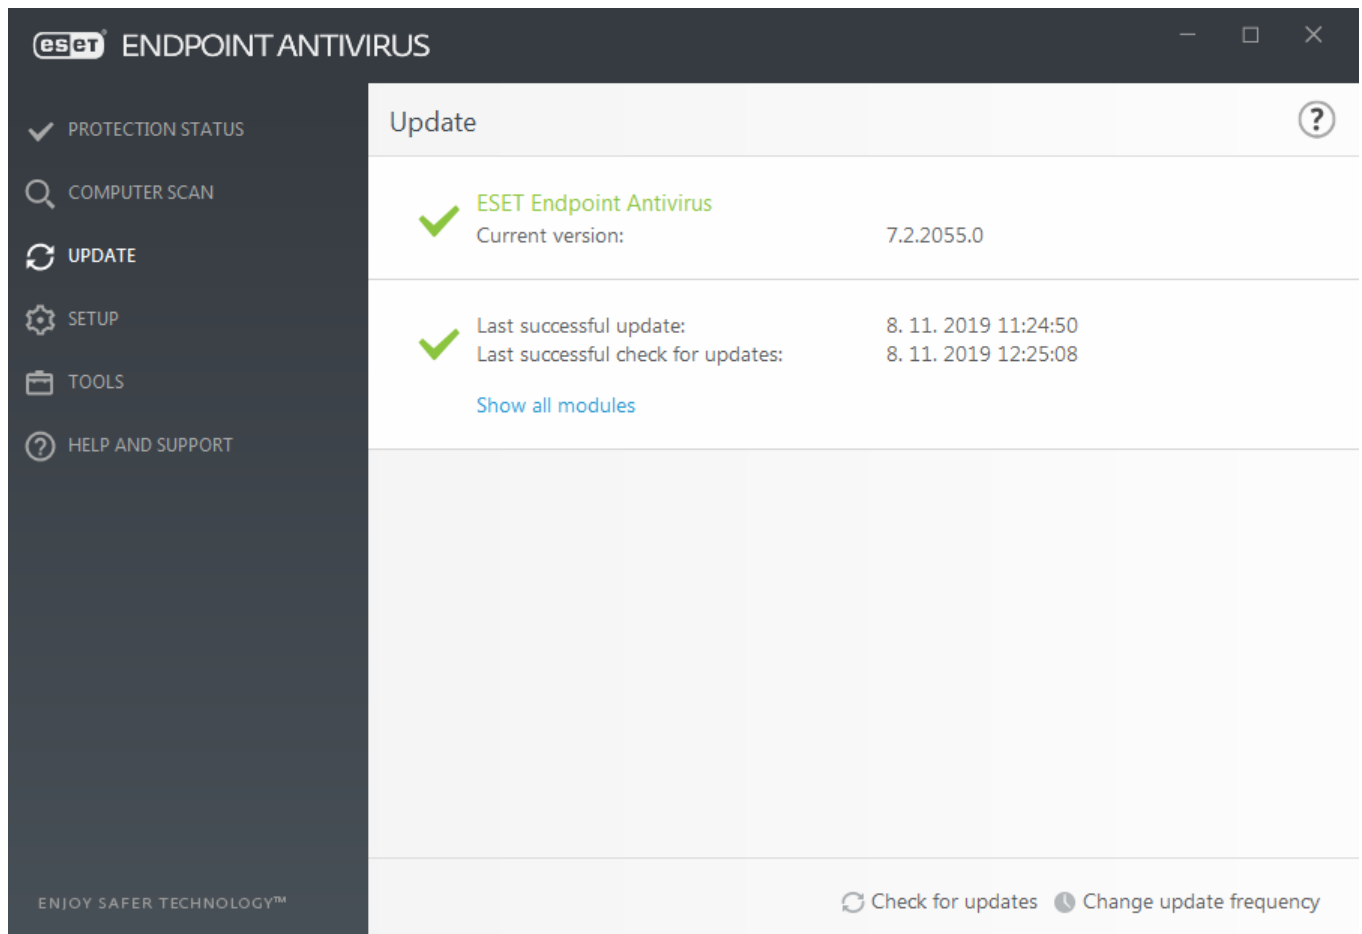 eset ENDPOINT ANTIVIRUS
PROTECTION STATUS
COMPUTER SCAN
UPDATE
SETUP
TOOLS
HELP AND SUPPORT
ENJOY SAFER TECHNOLOGY™
Update
?
ESET Endpoint Antivirus
Current version: 7.2.2055.0
Last successful update: 8. 11. 2019 11:24:50
Last successful check for updates: 8. 11. 2019 12:25:08
Show all modules
Check for updates Change update frequency